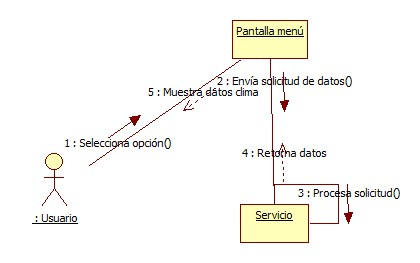 Pantalla menú
2 : Envía solicitud de datos()
5 : Muestra datos clima
1 : Selecciona opción()
4 : Retorna datos
3 : Procesa solicitud()
Servicio
: Usuario